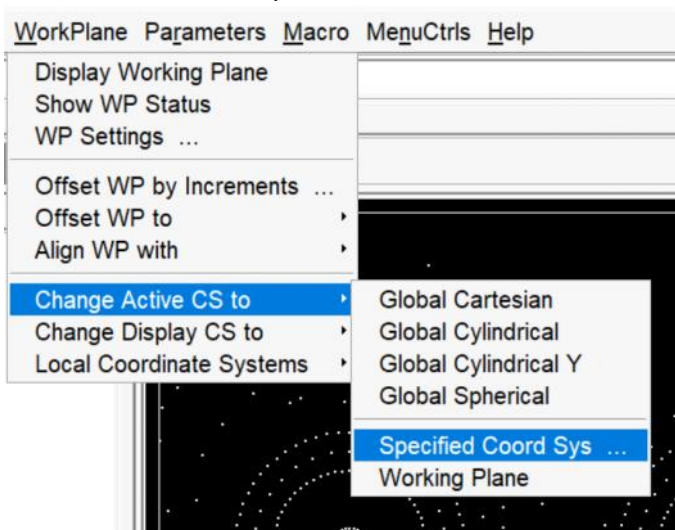 WorkPlane Parameters Macro MenuCtrls Help
Display Working Plane
Show WP Status
WP Settings ...
Offset WP by Increments ...
Offset WP to
Align WP with
Change Active CS to
Change Display CS to
Local Coordinate Systems
Global Cartesian
Global Cylindrical
Global Cylindrical Y
Global Spherical
Specified Coord Sys ...
Working Plane